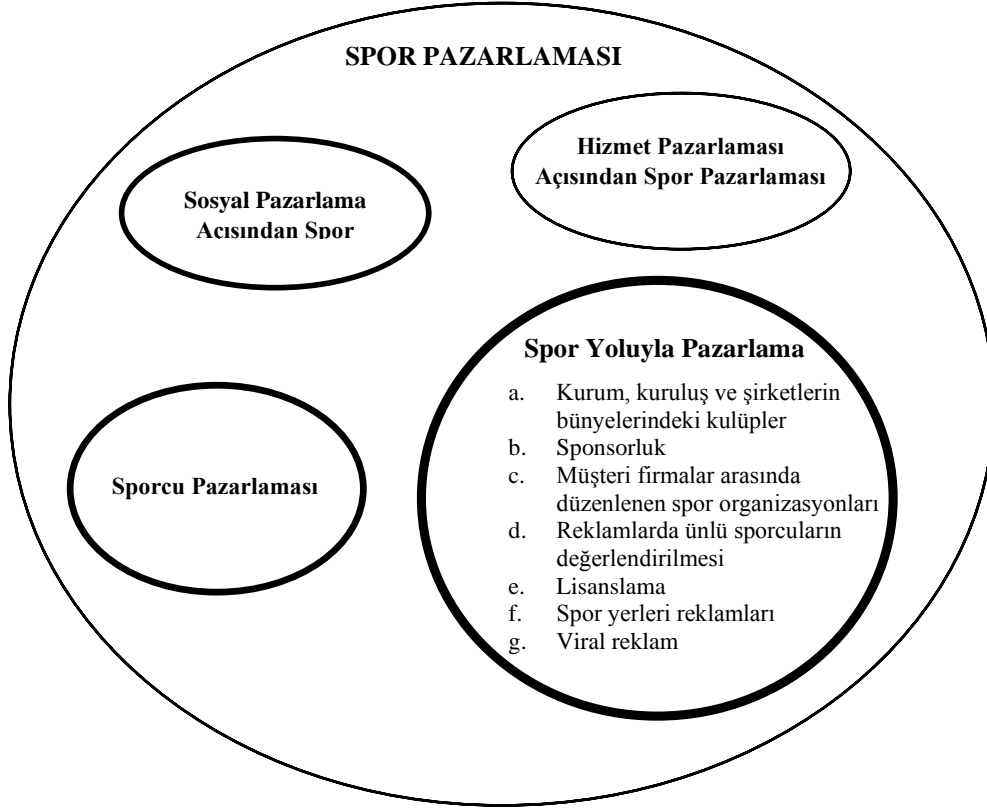 SPOR PAZARLAMASI
Hizmet Pazarlaması
Açısından Spor Pazarlaması
Sosyal Pazarlama
Açısından Spor
Spor Yoluyla Pazarlama
a. Kurum, kuruluş ve şirketlerin
bünyelerindeki kulüpler
b. Sponsorluk
c. Müşteri firmalar arasında
düzenlenen spor organizasyonları
d. Reklamlarda ünlü sporcuların
değerlendirilmesi
e. Lisanslama
f. Spor yerleri reklamları
g. Viral reklam
Sporcu Pazarlaması